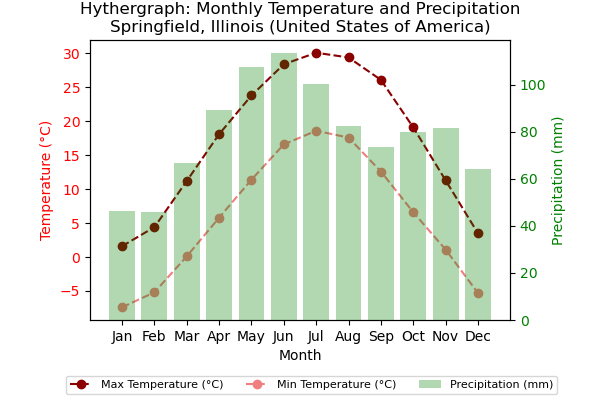 Hythergraph: Monthly Temperature and Precipitation
Springfield, Illinois (United States of America)
Temperature (°C)
30
25
20
15
10
5
0
−5
Precipitation (mm)
100
80
60
40
20
0
Jan Feb Mar Apr May Jun Jul Aug Sep Oct Nov Dec
Month
Max Temperature (°C) Min Temperature (°C) Precipitation (mm)